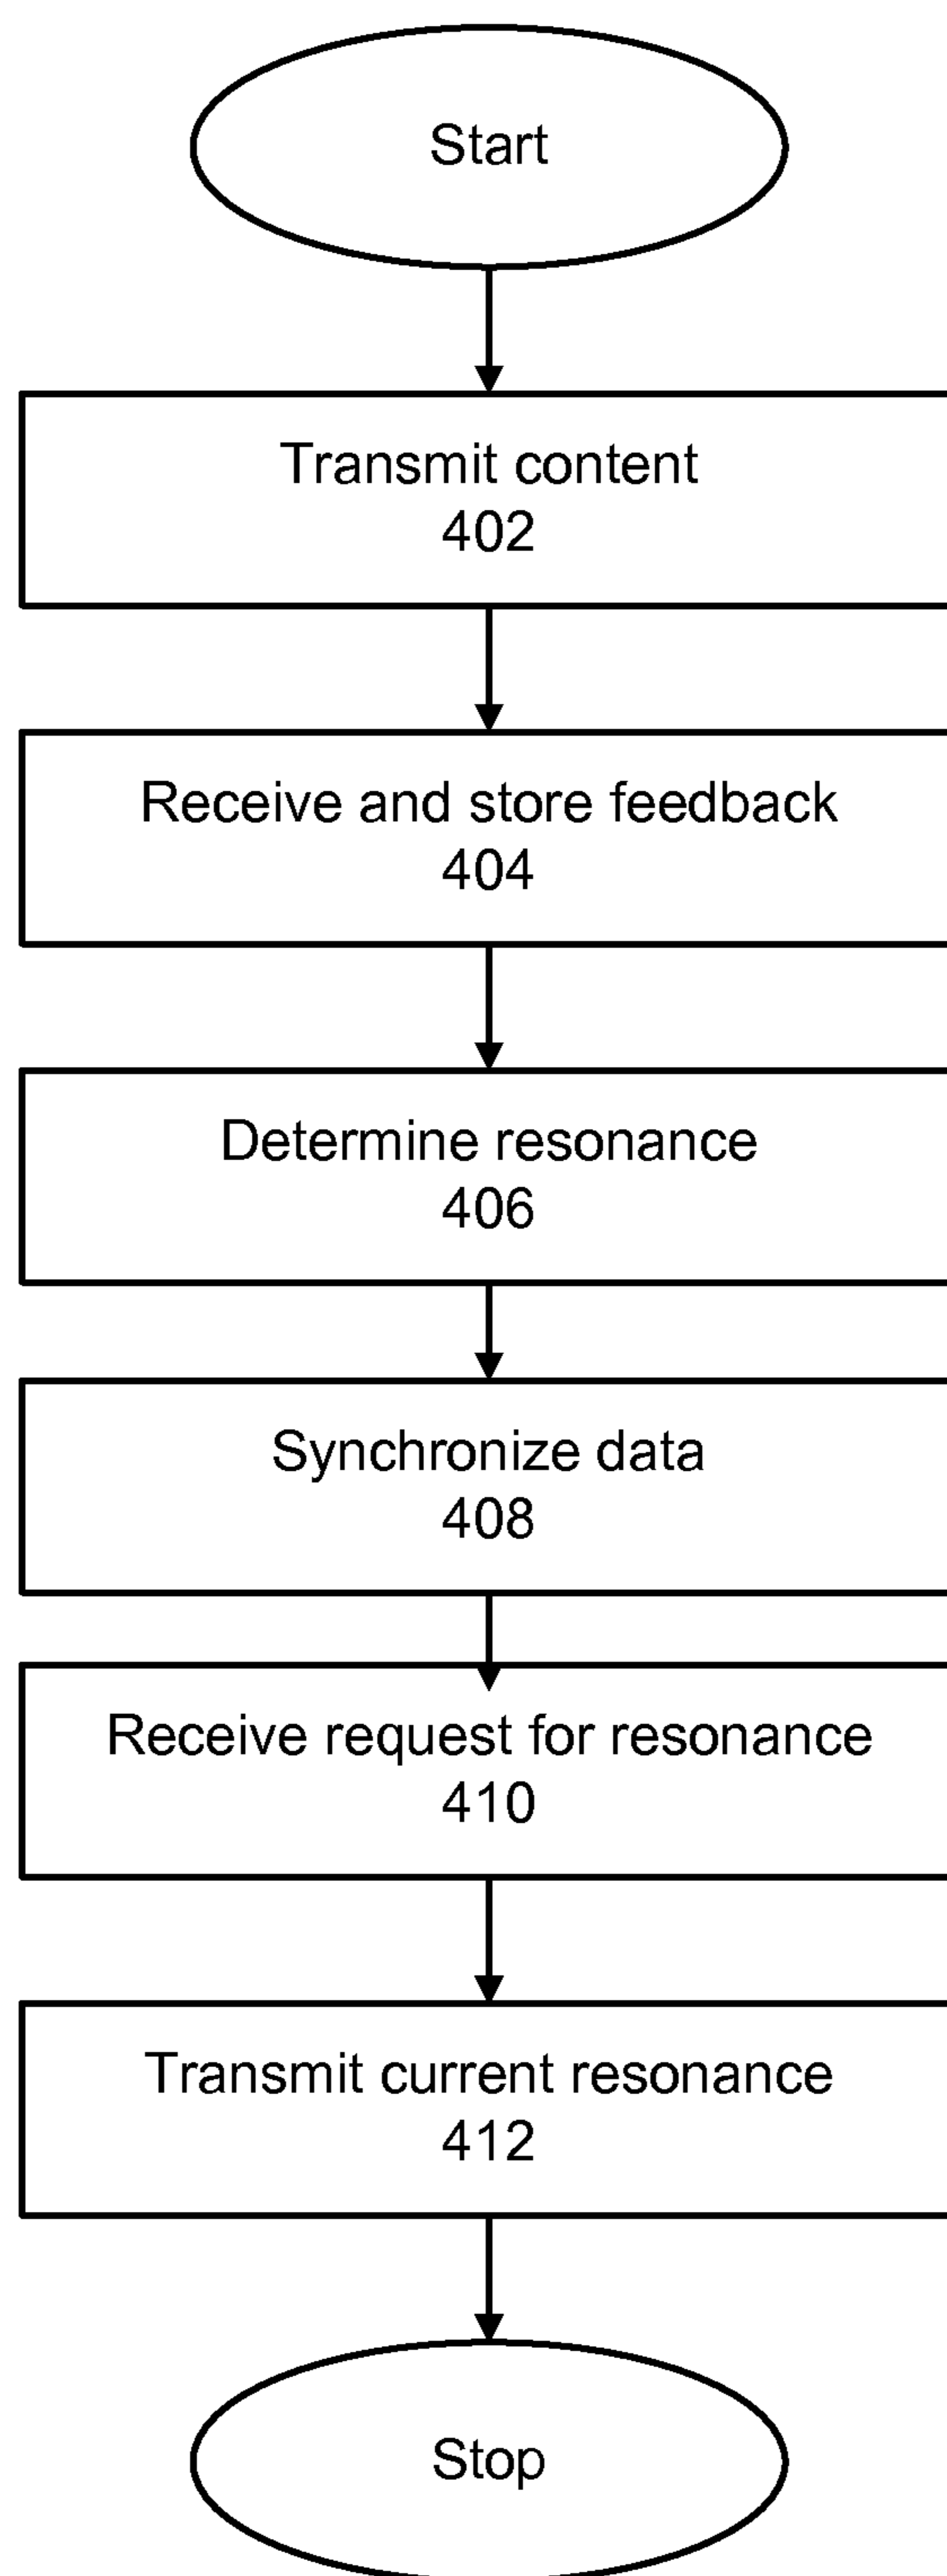 Start
Transmit content
402
Receive and store feedback
404
Determine resonance
406
Synchronize data
408
Receive request for resonance
410
Transmit current resonance
412
Stop